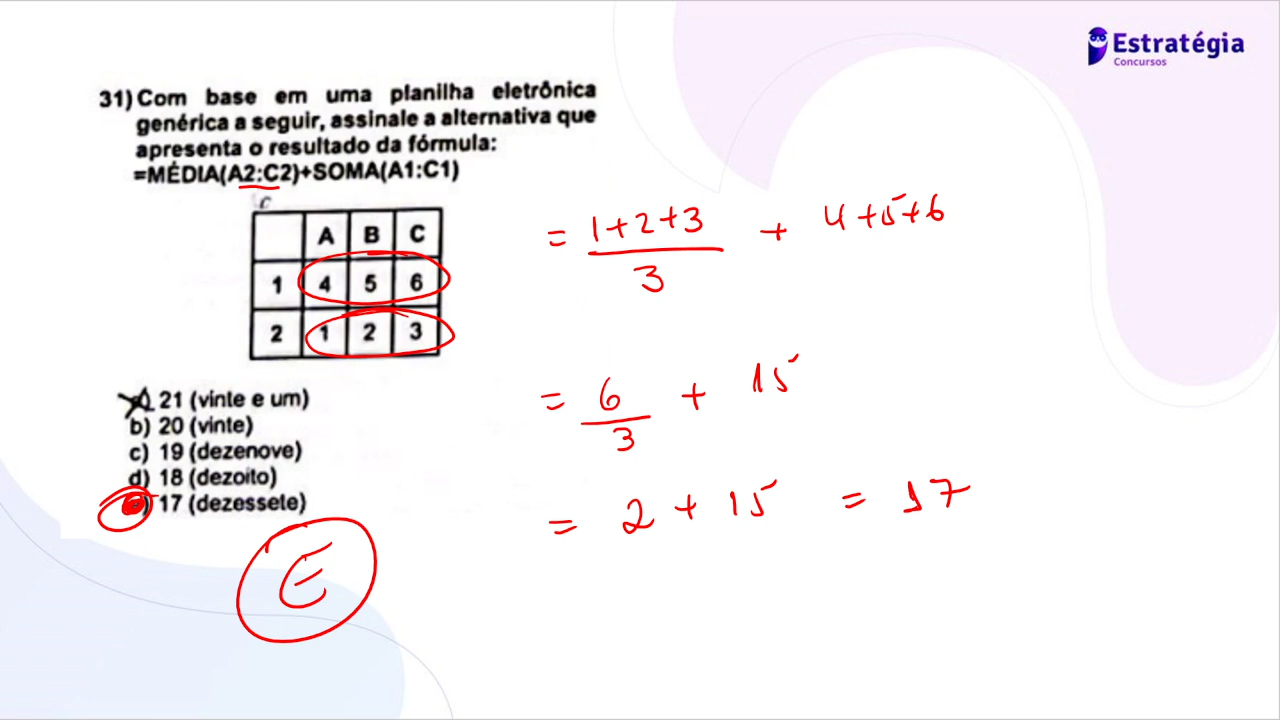 Estratégia
Concursos
31) Com base em uma planilha eletrônica
genérica a seguir, assinale a alternativa que
apresenta o resultado da fórmula:
=MÉDIA(A2:C2)+SOMA(A1:C1)
A B C
1 4 5 6
2 1 2 3
a) 21 (vinte e um)
b) 20 (vinte)
c) 19 (dezenove)
d) 18 (dezoito)
e) 17 (dezessete)
E
= 1+2+3 + 4+5+6
3
= 6 + 15
3
= 2 + 15 = 17